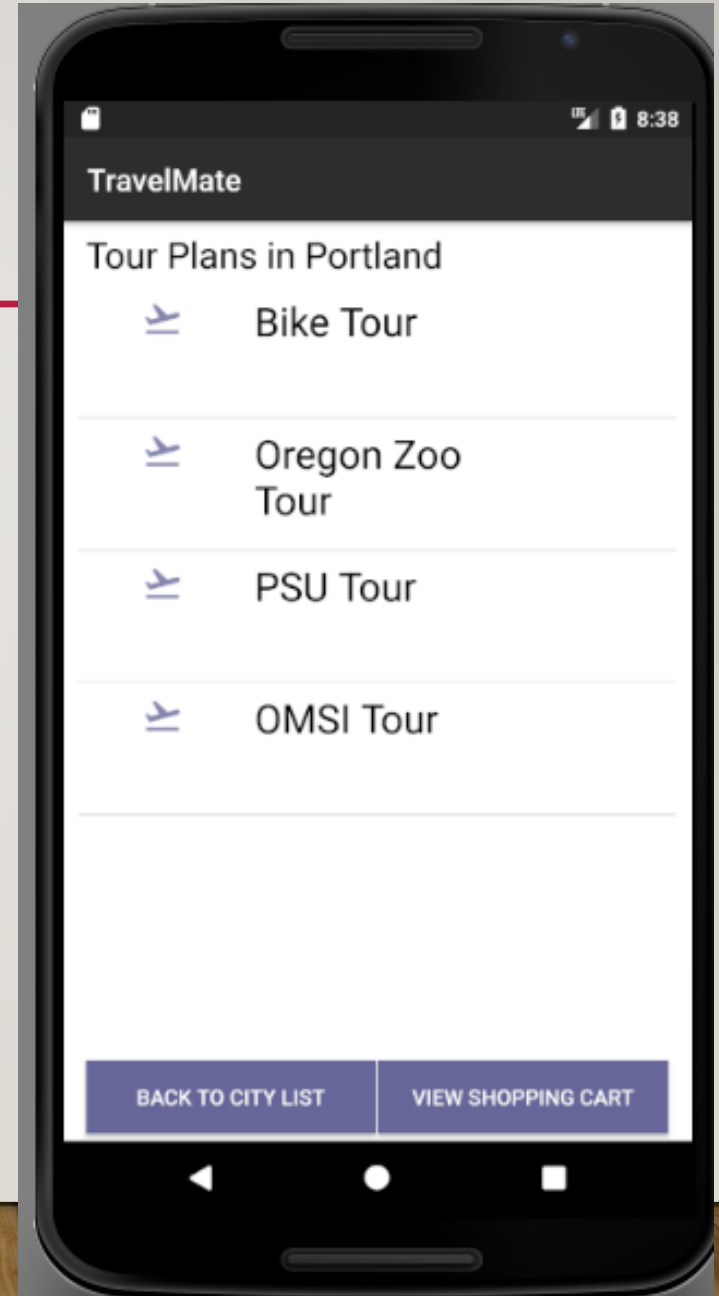 8:38
TravelMate
Tour Plans in Portland
Bike Tour
Oregon Zoo
Tour
PSU Tour
OMSI Tour
BACK TO CITY LIST VIEW SHOPPING CART